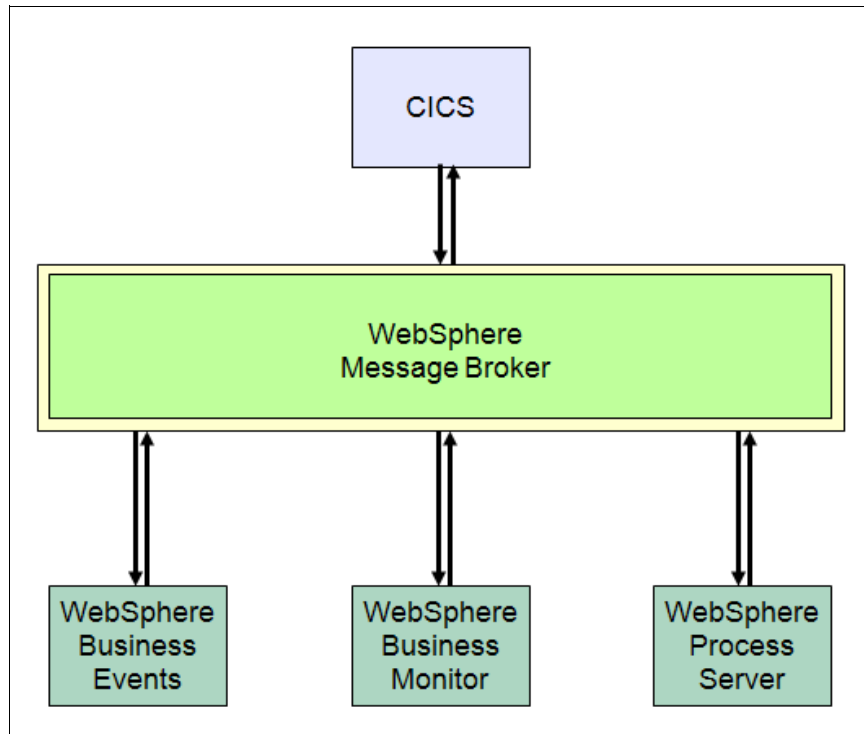 CICS
WebSphere
Message Broker
WebSphere
Business
Events
WebSphere
Business
Monitor
WebSphere
Process
Server